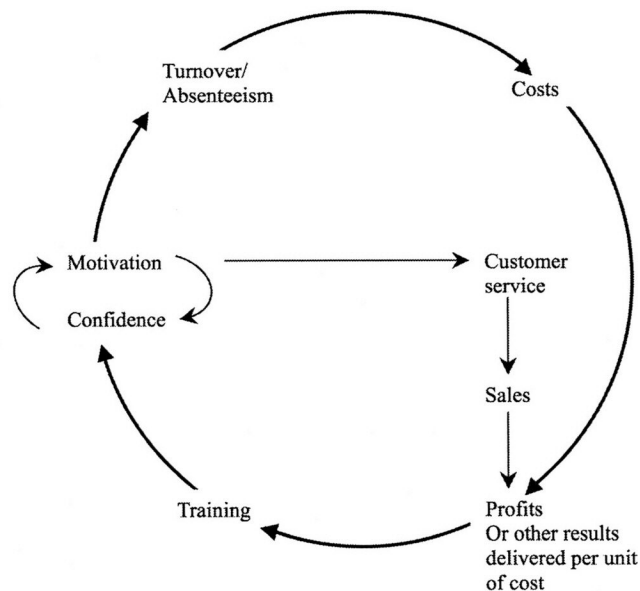 Turnover/
Absenteeism
Costs
Motivation
Customer
service
Confidence
Sales
Training
Profits
Or other results
delivered per unit
of cost